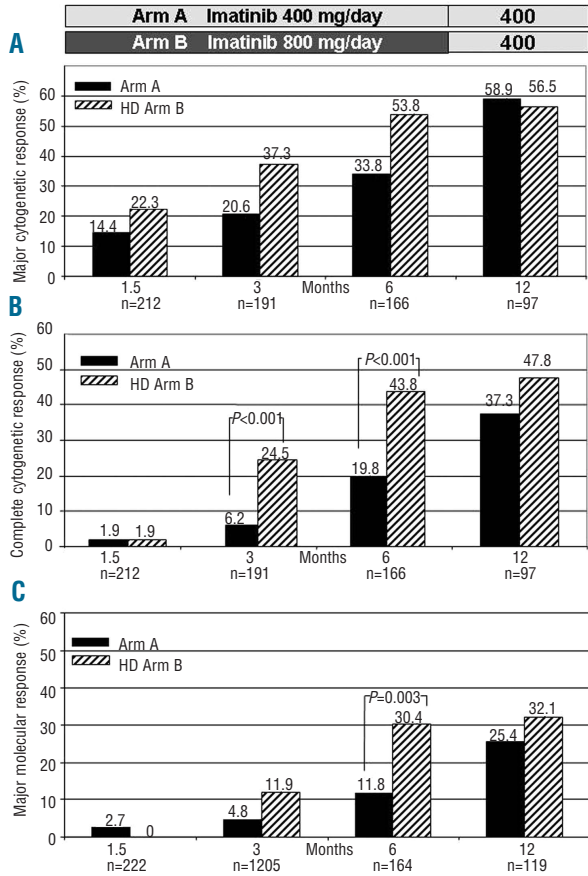 Arm A Imatinib 400 mg/day 400
Arm B Imatinib 800 mg/day 400
A
Major cytogenetic response (%)
60
50
40
30
20
10
0
Arm A
HD Arm B
14.4
22.3
20.6
37.3
33.8
53.8
58.9
56.5
1.5 3 Months 6 12
n=212 n=191 n=166 n=97
B
Complete cytogenetic response (%)
60
50
40
30
20
10
0
Arm A
HD Arm B
P<0.001
P<0.001
1.9
1.9
6.2
24.5
19.8
43.8
37.3
47.8
1.5 3 Months 6 12
n=212 n=191 n=166 n=97
C
Major molecular response (%)
60
50
40
30
20
10
0
Arm A
HD Arm B
P=0.003
2.7
0
4.8
11.9
11.8
30.4
25.4
32.1
1.5 3 Months 6 12
n=222 n=1205 n=164 n=119